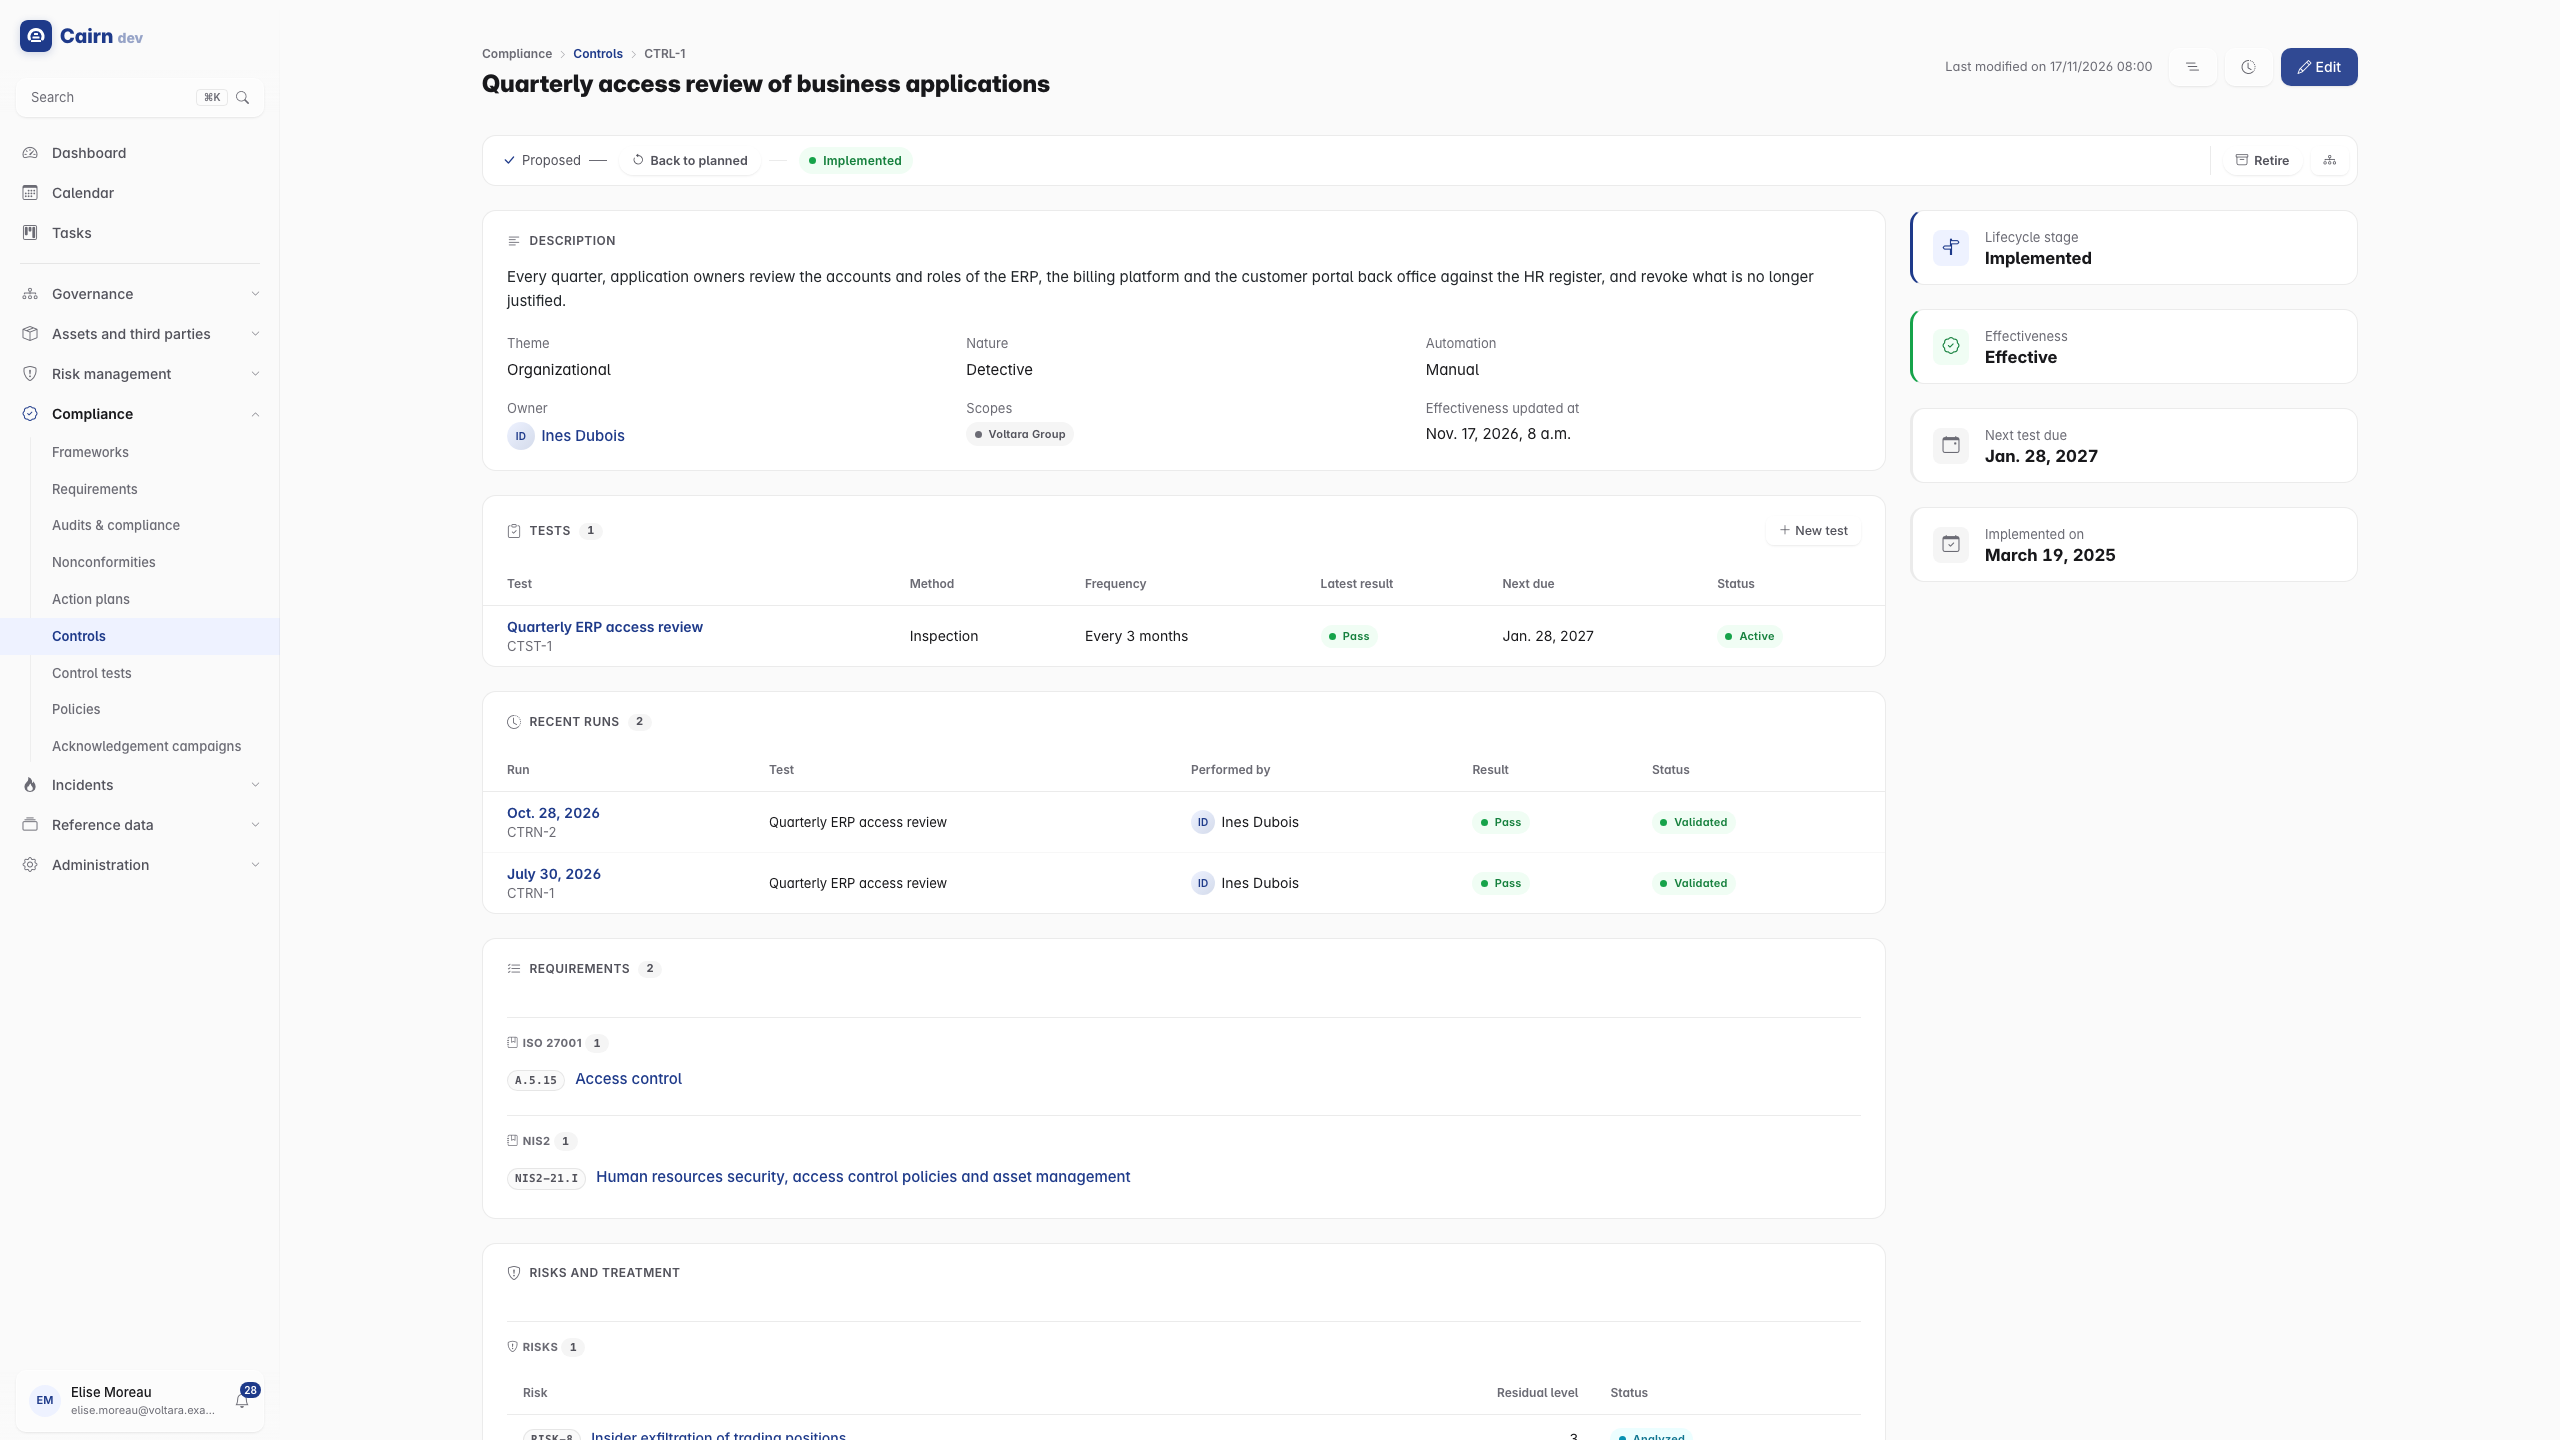 Cairn dev
Search ⌘K
Dashboard
Calendar
Tasks
Governance
Assets and third parties
Risk management
Compliance
Frameworks
Requirements
Audits & compliance
Nonconformities
Action plans
Controls
Control tests
Policies
Acknowledgement campaigns
Incidents
Reference data
Administration
EM
Elise Moreau
elise.moreau@voltara.exa...
28
Compliance > Controls > CTRL-1
Quarterly access review of business applications
Last modified on 17/11/2026 08:00
Edit
Proposed
Back to planned
Implemented
Retire
DESCRIPTION
Every quarter, application owners review the accounts and roles of the ERP, the billing platform and the customer portal back office against the HR register, and revoke what is no longer
justified.
Theme Nature Automation
Organizational Detective Manual
Owner Scopes Effectiveness updated at
ID Ines Dubois Voltara Group Nov. 17, 2026, 8 a.m.
TESTS 1
New test
Test Method Frequency Latest result Next due Status
Quarterly ERP access review Inspection Every 3 months Pass Jan. 28, 2027 Active
CTST-1
RECENT RUNS 2
Run Test Performed by Result Status
Oct. 28, 2026 Quarterly ERP access review ID Ines Dubois Pass Validated
CTRN-2
July 30, 2026 Quarterly ERP access review ID Ines Dubois Pass Validated
CTRN-1
REQUIREMENTS 2
ISO 27001 1
A.5.15 Access control
NIS2 1
NIS2-21.I Human resources security, access control policies and asset management
RISKS AND TREATMENT
RISKS 1
Risk Residual level Status
RISK-8 Insider exfiltration of trading positions 3 Analyzed
Lifecycle stage
Implemented
Effectiveness
Effective
Next test due
Jan. 28, 2027
Implemented on
March 19, 2025